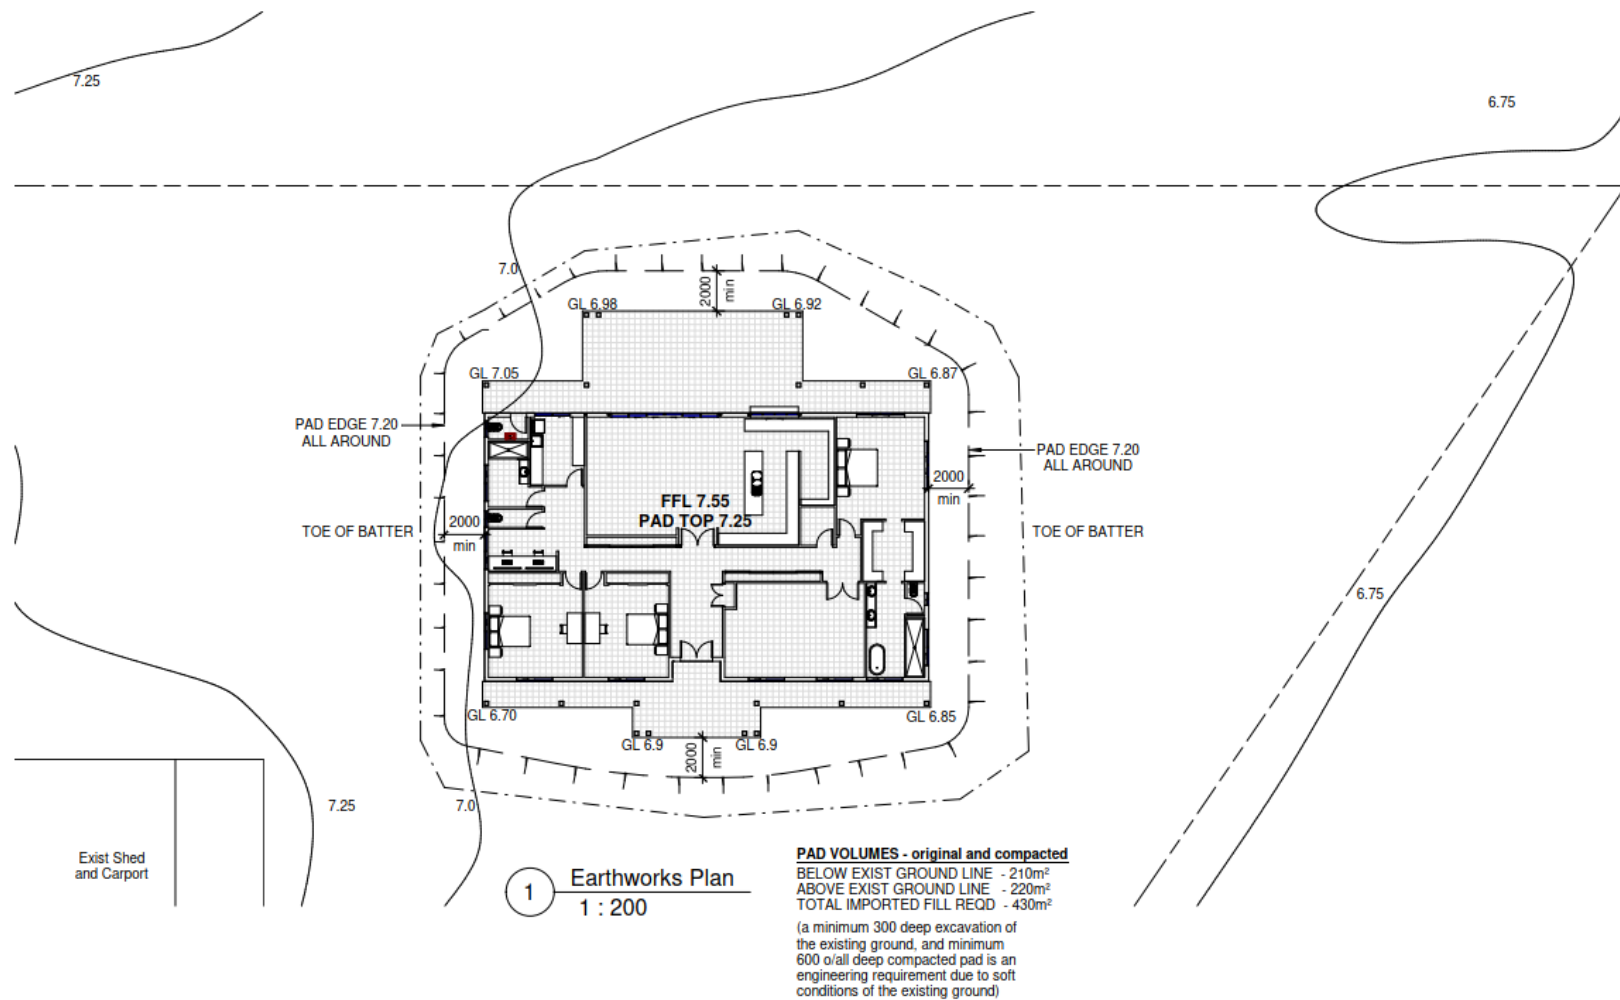 7.25
6.75
7.0
2000
min
GL 6.98
GL 6.92
GL 7.05
GL 6.87
PAD EDGE 7.20
ALL AROUND
PAD EDGE 7.20
ALL AROUND
2000
min
FFL 7.55
PAD TOP 7.25
TOE OF BATTER
2000
min
TOE OF BATTER
6.75
GL 6.70
GL 6.85
GL 6.9
GL 6.9
2000
min
7.25
7.0
Exist Shed
and Carport
1
Earthworks Plan
1 : 200
PAD VOLUMES - original and compacted
BELOW EXIST GROUND LINE - 210m²
ABOVE EXIST GROUND LINE - 220m²
TOTAL IMPORTED FILL REQD - 430m²
(a minimum 300 deep excavation of
the existing ground, and minimum
600 o/all deep compacted pad is an
engineering requirement due to soft
conditions of the existing ground)